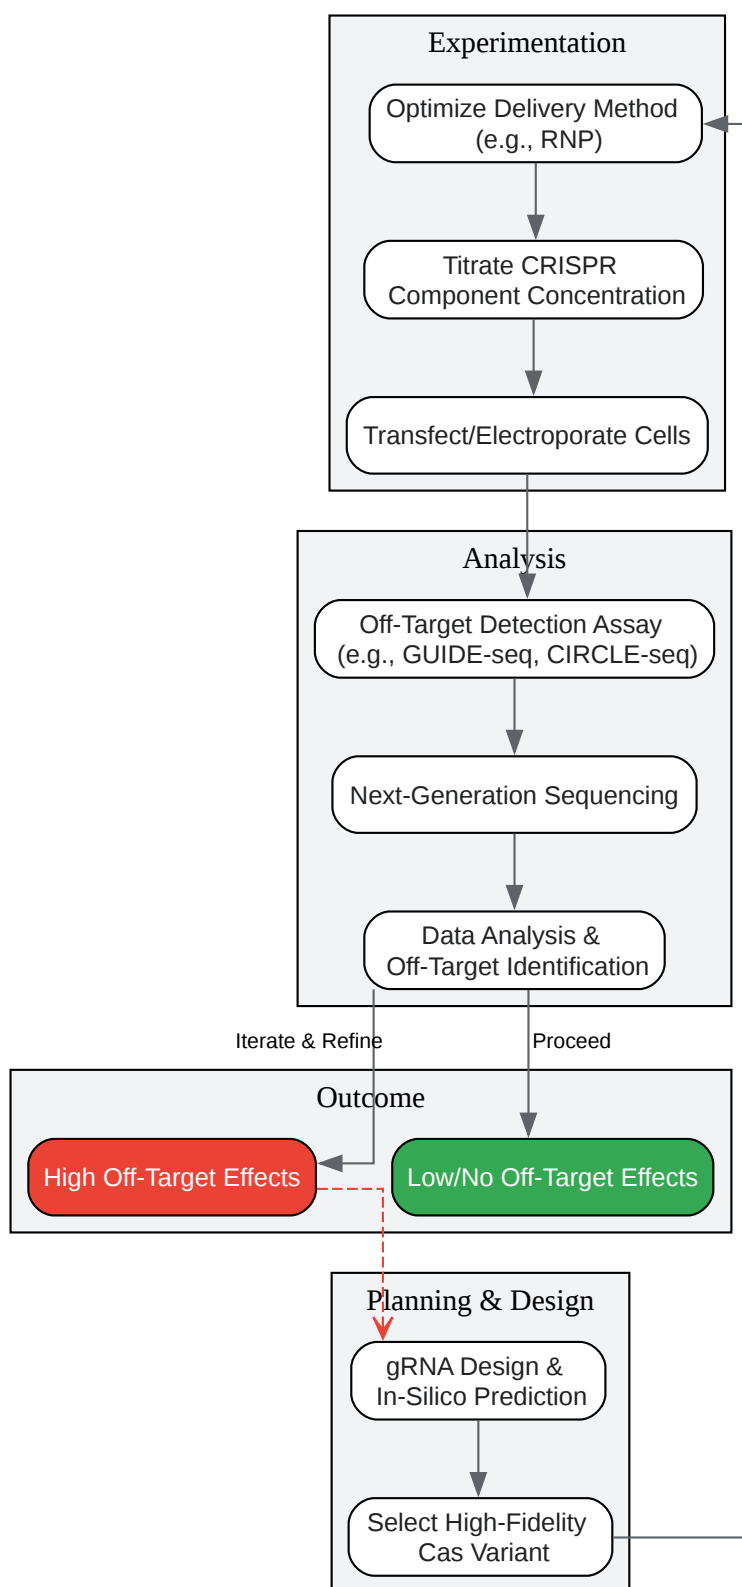 Experimentation
Optimize Delivery Method
(e.g., RNP)
Titrate CRISPR
Component Concentration
Transfect/Electroporate Cells
Analysis
Off-Target Detection Assay
(e.g., GUIDE-seq, CIRCLE-seq)
Next-Generation Sequencing
Data Analysis &
Off-Target Identification
Iterate & Refine
Proceed
Outcome
High Off-Target Effects
Low/No Off-Target Effects
Planning & Design
gRNA Design &
In-Silico Prediction
Select High-Fidelity
Cas Variant